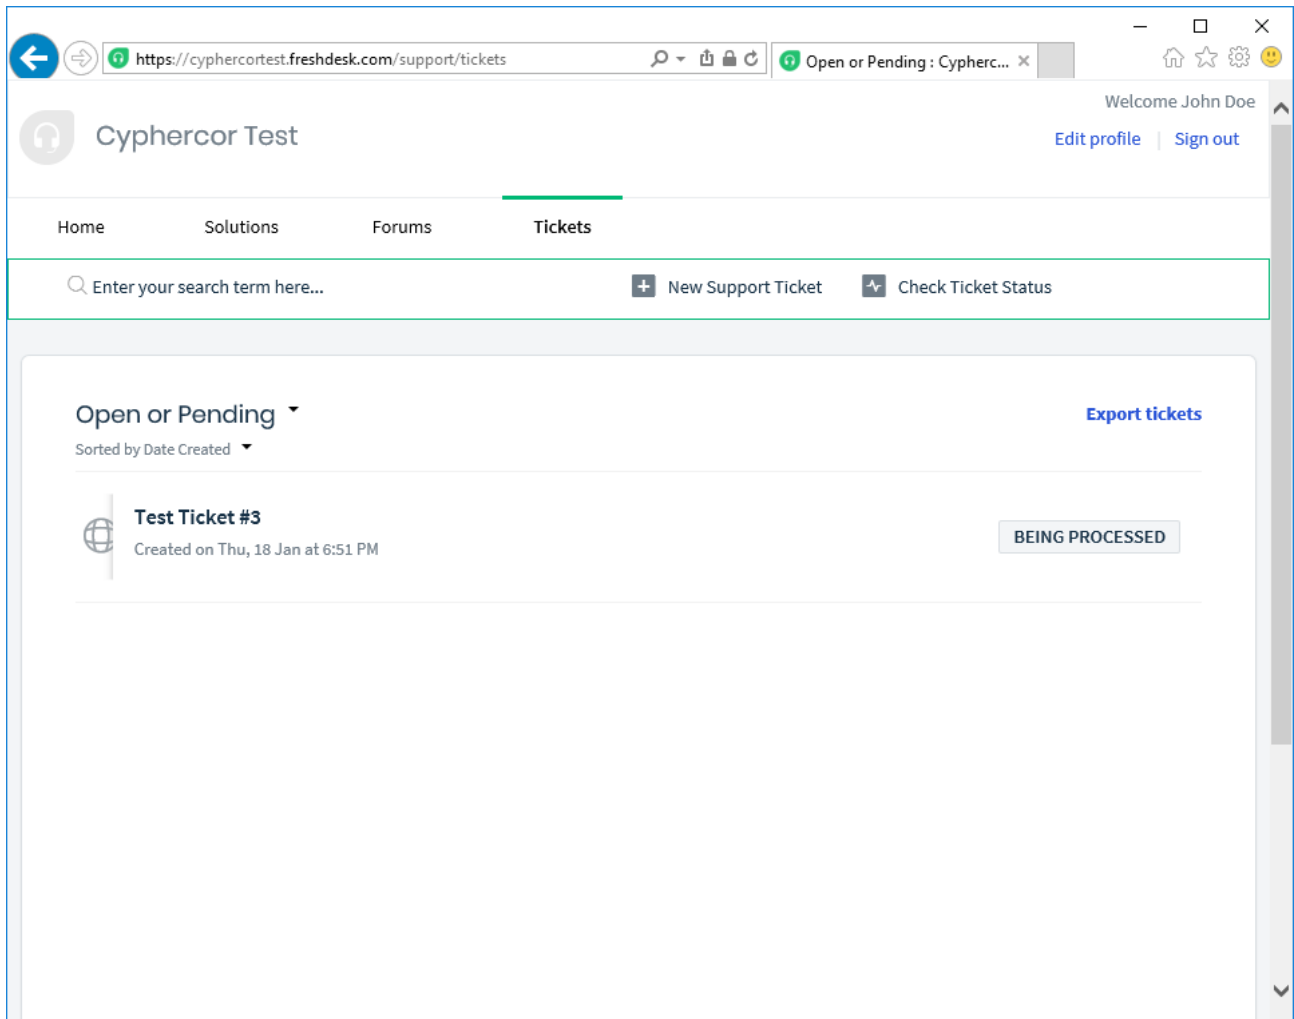 https://cyphercortest.freshdesk.com/support/tickets
Open or Pending : Cypherc...
Welcome John Doe
Cyphercor Test
Edit profile
Sign out
Home
Solutions
Forums
Tickets
Enter your search term here...
New Support Ticket
Check Ticket Status
Open or Pending
Export tickets
Sorted by Date Created
Test Ticket #3
Created on Thu, 18 Jan at 6:51 PM
BEING PROCESSED